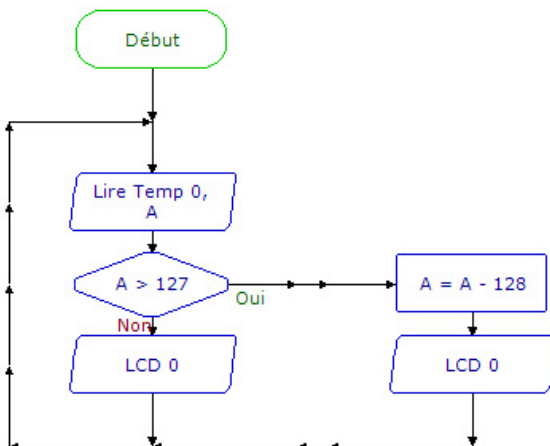 Début
Lire Temp 0,
A
A > 127
Oui
A = A - 128
Non
LCD 0
LCD 0